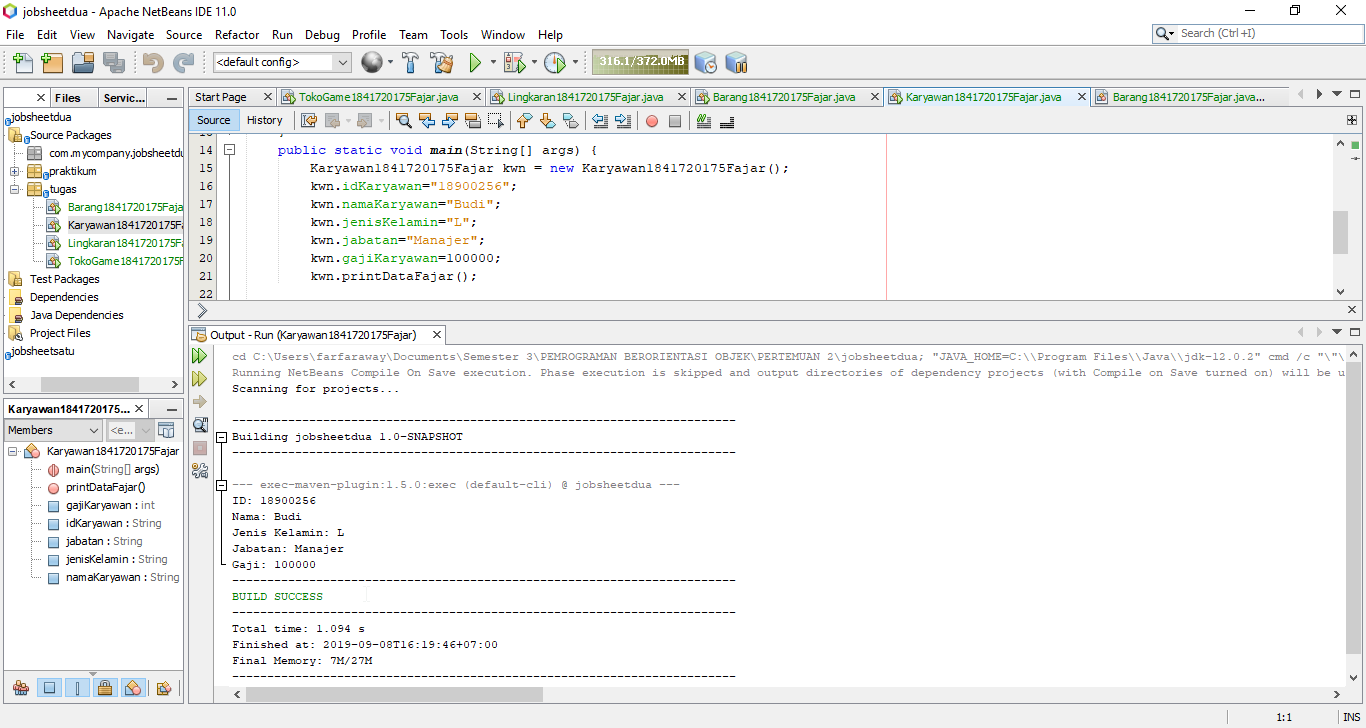 jobsheetdua - Apache NetBeans IDE 11.0
File Edit View Navigate Source Refactor Run Debug Profile Team Tools Window Help
Search (Ctrl+I)
<default config>
316.1/372.0MB
Files Servic...
jobsheetdua
Source Packages
com.mycompany.jobsheetdu
praktikum
tugas
Barang1841720175Faja
Karyawan1841720175Fa
Lingkaran1841720175Fa
TokoGame1841720175F
Test Packages
Dependencies
Java Dependencies
Project Files
jobsheetsatu
Karyawan1841720175...
Members <e...
Karyawan1841720175Fajar
main(String[] args)
printDataFajar()
gajiKaryawan : int
idKaryawan : String
jabatan : String
jenisKelamin : String
namaKaryawan : String
Start Page TokoGame1841720175Fajar.java Lingkaran1841720175Fajar.java Barang1841720175Fajar.java Karyawan1841720175Fajar.java Barang1841720175Fajar.java...
Source History
14 public static void main(String[] args) {
15 Karyawan1841720175Fajar kwn = new Karyawan1841720175Fajar();
16 kwn.idKaryawan="18900256";
17 kwn.namaKaryawan="Budi";
18 kwn.jenisKelamin="L";
19 kwn.jabatan="Manajer";
20 kwn.gajiKaryawan=100000;
21 kwn.printDataFajar();
22
Output - Run (Karyawan1841720175Fajar)
cd C:\Users\farfaraway\Documents\Semester 3\PEMROGRAMAN BERORIENTASI OBJEK\PERTEMUAN 2\jobsheetdua; "JAVA_HOME=C:\\Program Files\\Java\\jdk-12.0.2" cmd /c "\"\
Running NetBeans Compile On Save execution. Phase execution is skipped and output directories of dependency projects (with Compile on Save turned on) will be u
Scanning for projects...
------------------------------------------------------------------------
Building jobsheetdua 1.0-SNAPSHOT
------------------------------------------------------------------------
--- exec-maven-plugin:1.5.0:exec (default-cli) @ jobsheetdua ---
ID: 18900256
Nama: Budi
Jenis Kelamin: L
Jabatan: Manajer
Gaji: 100000
------------------------------------------------------------------------
BUILD SUCCESS
------------------------------------------------------------------------
Total time: 1.094 s
Finished at: 2019-09-08T16:19:46+07:00
Final Memory: 7M/27M
------------------------------------------------------------------------
1:1 INS